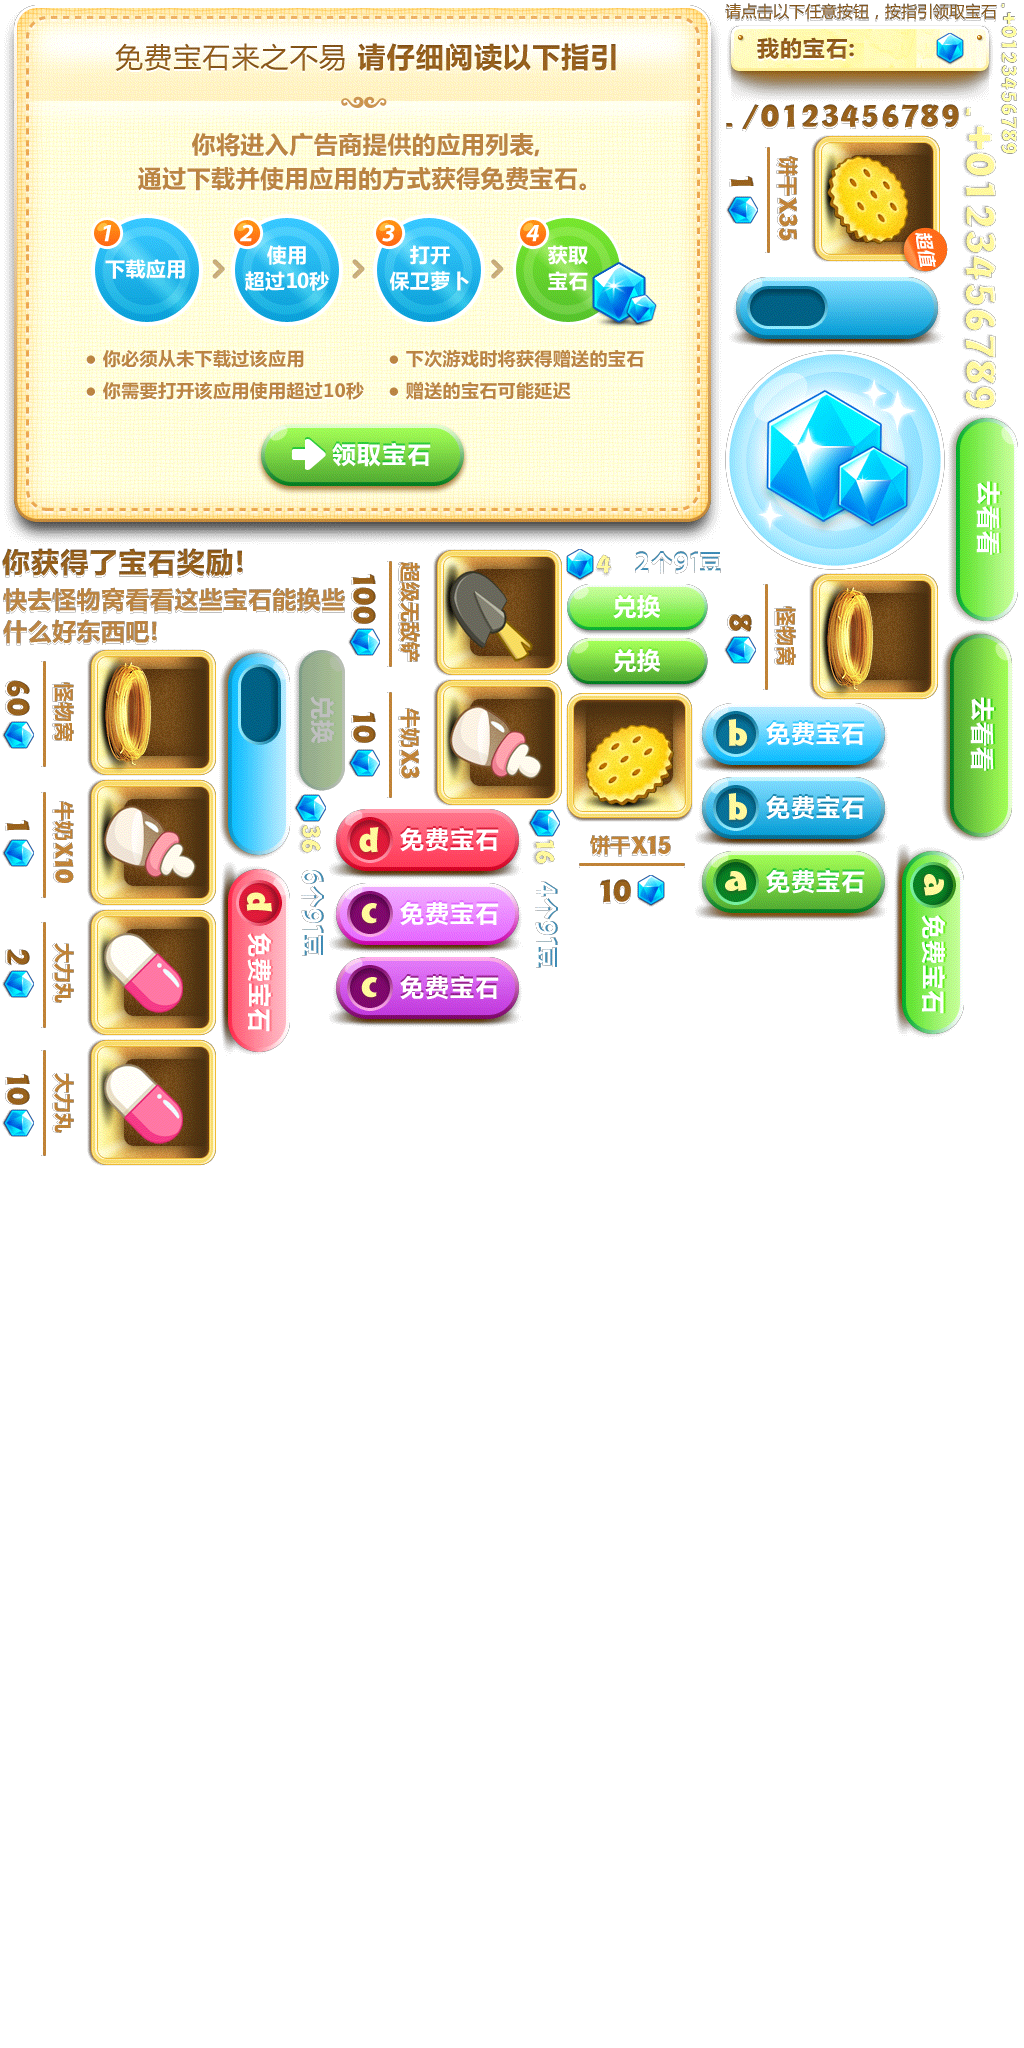 免费宝石来之不易 请仔细阅读以下指引
你将进入广告商提供的应用列表,
通过下载并使用应用的方式获得免费宝石。
1
下载应用
2
使用
超过10秒
3
打开
保卫萝卜
4
获取
宝石
你必须从未下载过该应用
下次游戏时将获得赠送的宝石
你需要打开该应用使用超过10秒
赠送的宝石可能延迟
领取宝石
请点击以下任意按钮，按指引领取宝石
.+0123456789
我的宝石:
./0123456789
.+0123456789
饼干X35
1
超值
去看看
去看看
你获得了宝石奖励!
快去怪物窝看看这些宝石能换些
什么好东西吧!
超级无敌铲
100
4
2个91豆
兑换
兑换
怪物窝
8
怪物窝
60
兑换
牛奶X3
10
b 免费宝石
b 免费宝石
a 免费宝石
a 免费宝石
牛奶X10
1
36
9个91豆
d 免费宝石
c 免费宝石
c 免费宝石
16
4个91豆
饼干X15
10
d 免费宝石
大力丸
2
大力丸
10